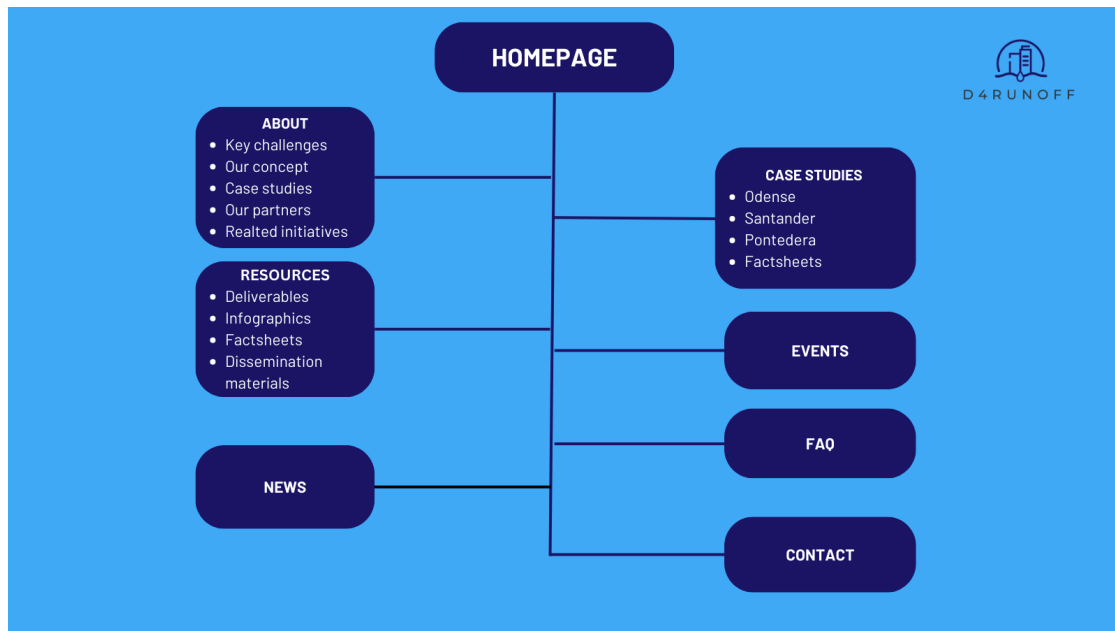 HOMEPAGE
D4RUNOFF
ABOUT
Key challenges
Our concept
Case studies
Our partners
Realted initiatives
CASE STUDIES
Odense
Santander
Pontedera
Factsheets
RESOURCES
Deliverables
Infographics
Factsheets
Dissemination
materials
EVENTS
FAQ
NEWS
CONTACT